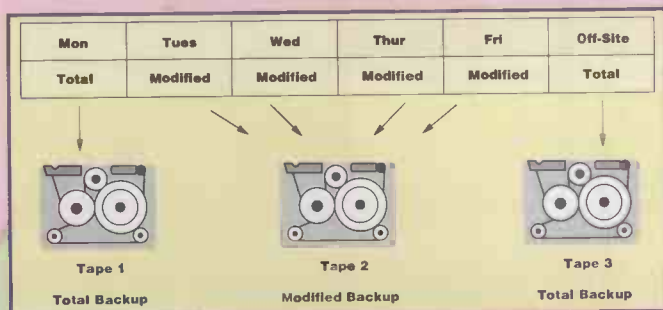 Mon Tues Wed Thur Fri Off-Site
Total Modified Modified Modified Modified Total
Tape 1 Tape 2 Tape 3
Total Backup Modified Backup Total Backup